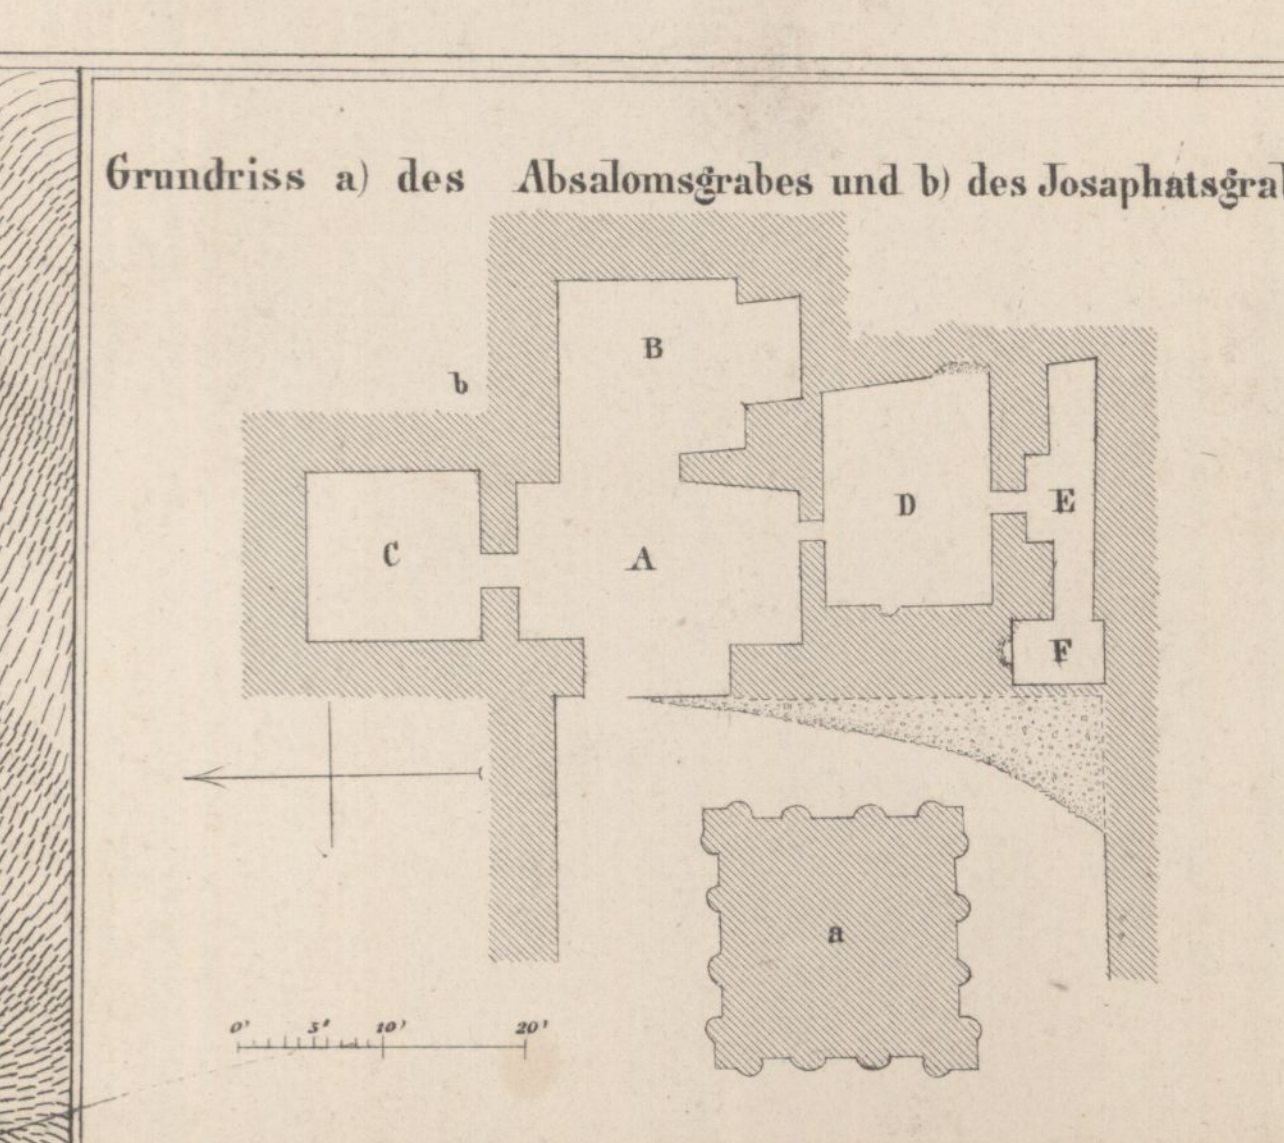 Grundriss a) des Absalomsgrabes und b) des Josaphatsgra
B
b
E
D
C
A
F
a
0' 5' 10' 20'